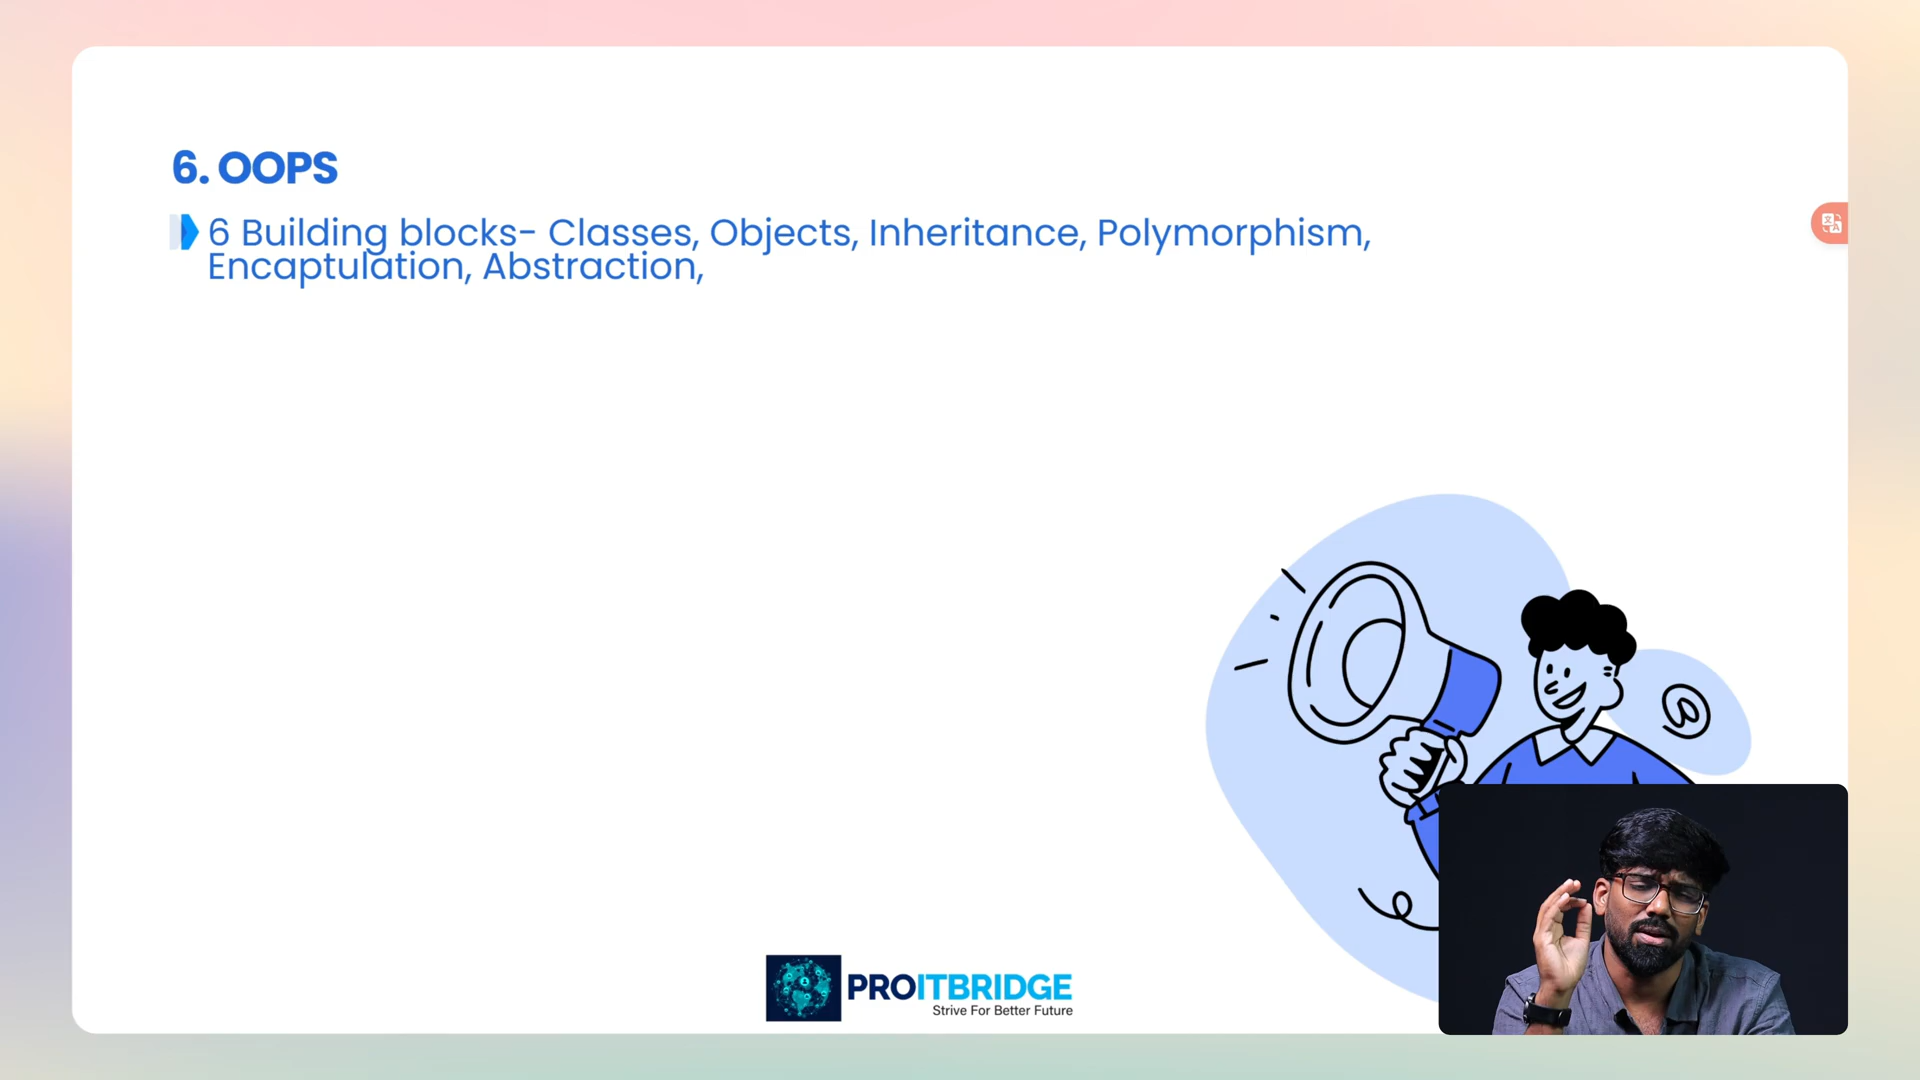 6. OOPS
6 Building blocks- Classes, Objects, Inheritance, Polymorphism,
Encaptulation, Abstraction,
PROITBRIDGE
Strive For Better Future